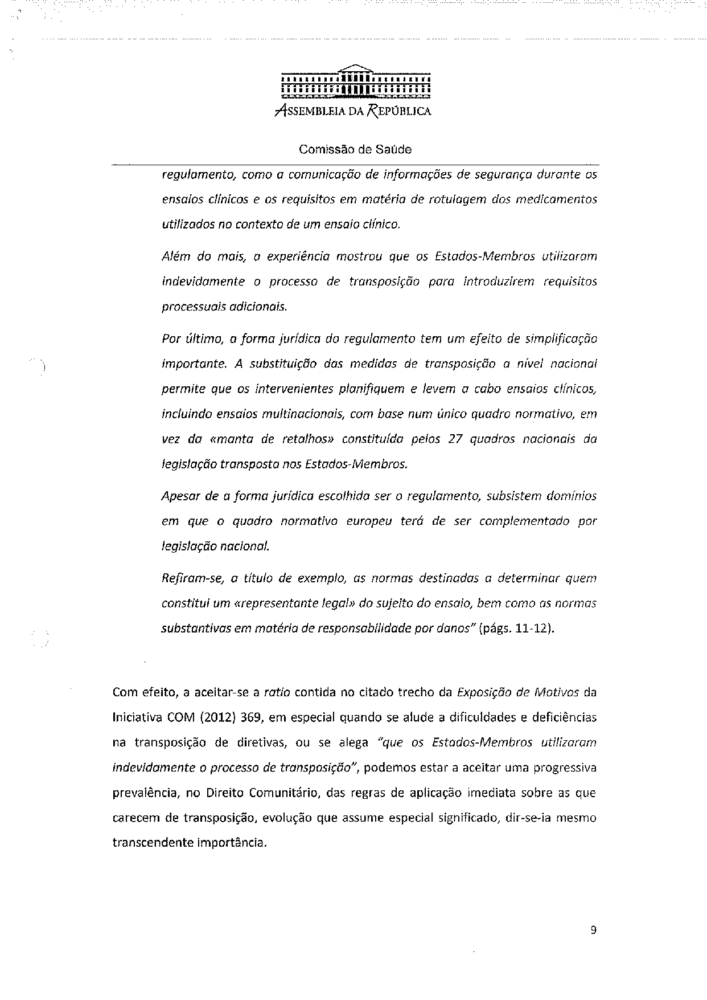 ASSEMBLEIA DA REPÚBLICA
Comissão de Saúde
regulamento, como a comunicação de informações de segurança durante os
ensaios clínicos e os requisitos em matéria de rotulagem dos medicamentos
utilizados no contexto de um ensaio clínico.
Além do mais, a experiência mostrou que os Estados-Membros utilizaram
indevidamente o processo de transposição para introduzirem requisitos
processuais adicionais.
Por último, a forma jurídica do regulamento tem um efeito de simplificação
importante. A substituição das medidas de transposição a nível nacional
permite que os intervenientes planifiquem e levem a cabo ensaios clínicos,
incluindo ensaios multinacionais, com base num único quadro normativo, em
vez da «manta de retalhos» constituída pelos 27 quadros nacionais da
legislação transposta nos Estados-Membros.
Apesar de a forma jurídica escolhida ser o regulamento, subsistem domínios
em que o quadro normativo europeu terá de ser complementado por
legislação nacional.
Refiram-se, a título de exemplo, as normas destinadas a determinar quem
constitui um «representante legal» do sujeito do ensaio, bem como as normas
substantivas em matéria de responsabilidade por danos” (págs. 11-12).
Com efeito, a aceitar-se a ratio contida no citado trecho da Exposição de Motivos da
Iniciativa COM (2012) 369, em especial quando se alude a dificuldades e deficiências
na transposição de diretivas, ou se alega “que os Estados-Membros utilizaram
indevidamente o processo de transposição”, podemos estar a aceitar uma progressiva
prevalência, no Direito Comunitário, das regras de aplicação imediata sobre as que
carecem de transposição, evolução que assume especial significado, dir-se-ia mesmo
transcendente importância.
9